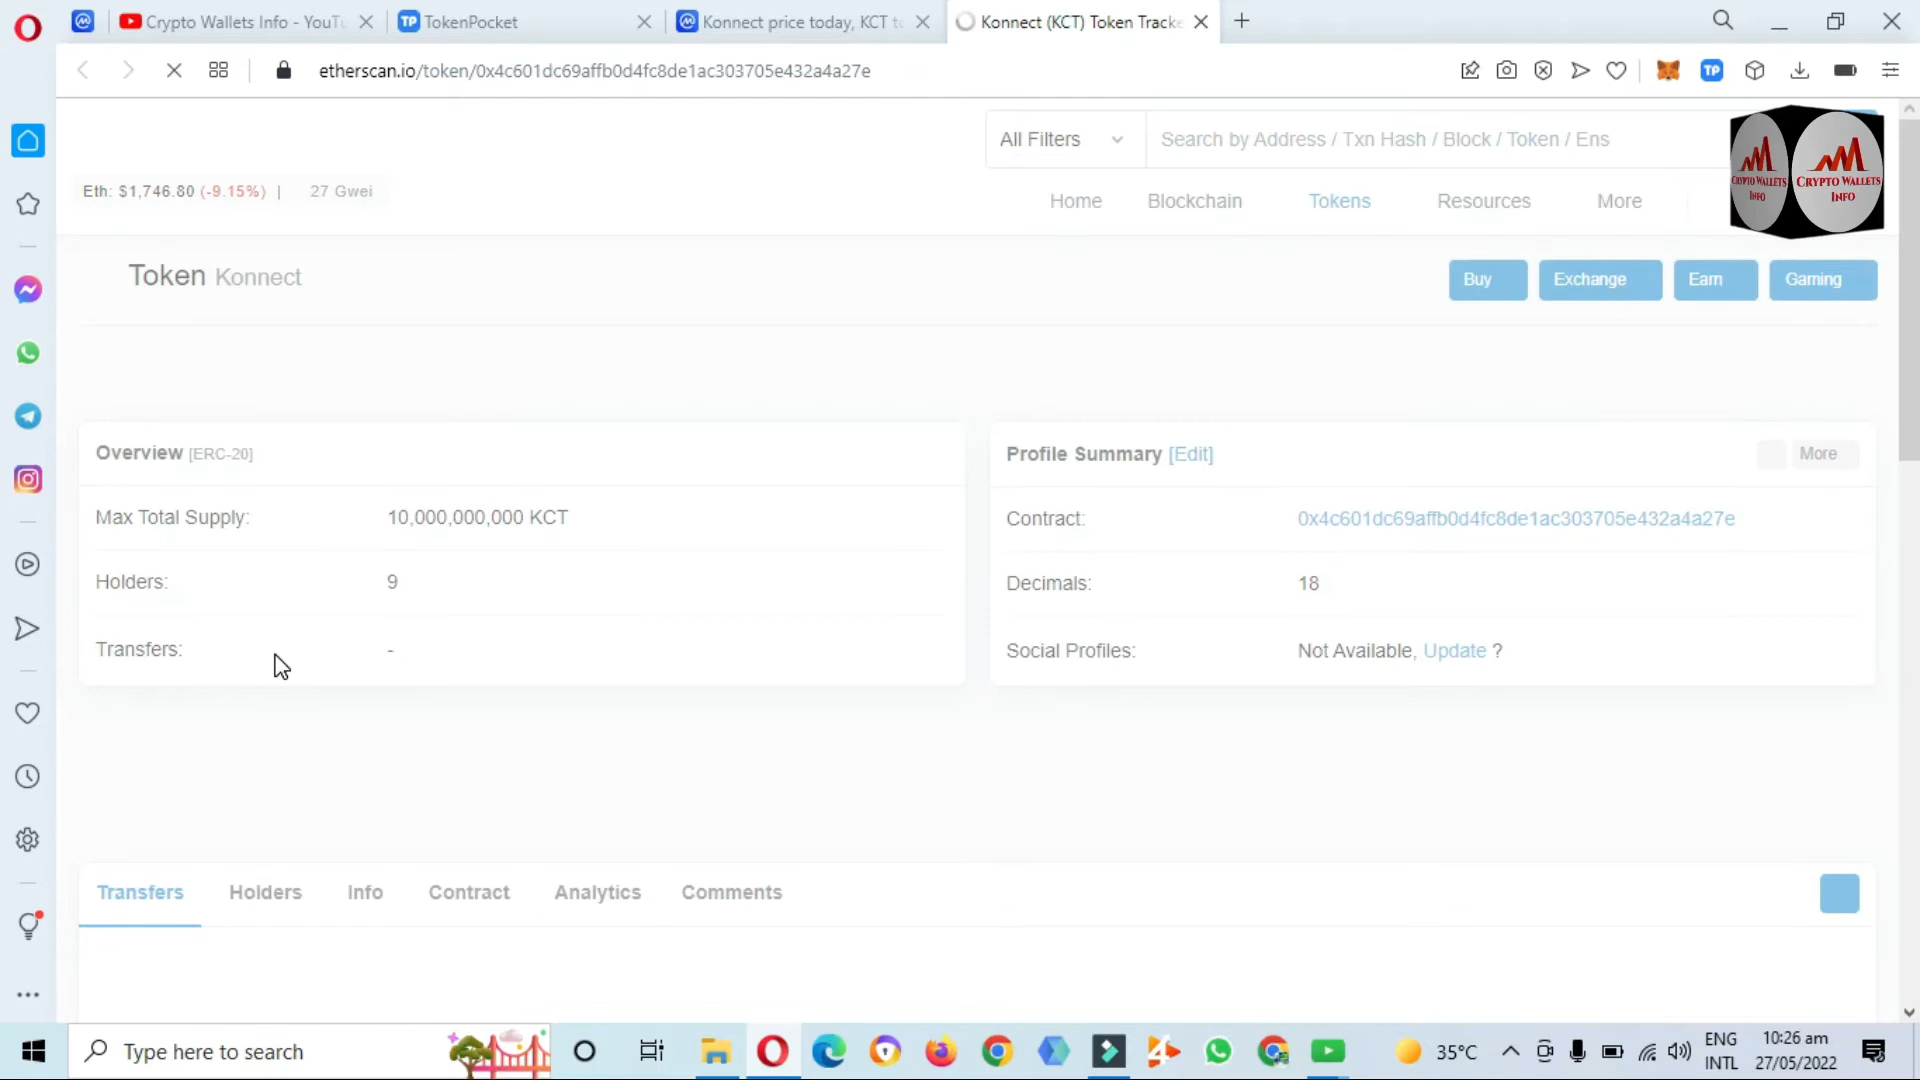 Crypto Wallets Info - YouTu
TokenPocket
Konnect price today, KCT to
Konnect (KCT) Token Tracke
etherscan.io/token/0x4c601dc69affb0d4fc8de1ac303705e432a4a27e
TP
All Filters
Search by Address / Txn Hash / Block / Token / Ens
Eth: $1,746.80 (-9.15%) | 27 Gwei
Home
Blockchain
Tokens
Resources
More
CRYPTO WALLETS
INFO
CRYPTO WALLETS
INFO
Token Konnect
Buy
Exchange
Earn
Gaming
Overview [ERC-20]
Max Total Supply: 10,000,000,000 KCT
Holders: 9
Transfers: -
Profile Summary [Edit]
More
Contract: 0x4c601dc69affb0d4fc8de1ac303705e432a4a27e
Decimals: 18
Social Profiles: Not Available, Update ?
Transfers
Holders
Info
Contract
Analytics
Comments
Type here to search
35°C
ENG
INTL
10:26 am
27/05/2022